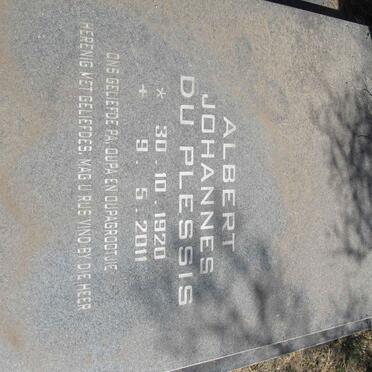 ALBERT
JOHANNES
DU PLESSIS
* 30 . 10 . 1920
+ 9 . 5 . 2011
ONS GELIEFDE PA, OUPA EN OUPAGROOTJIE
HERENIG MET GELIEFDES, MAG U RUS VIND BY DIE HEER